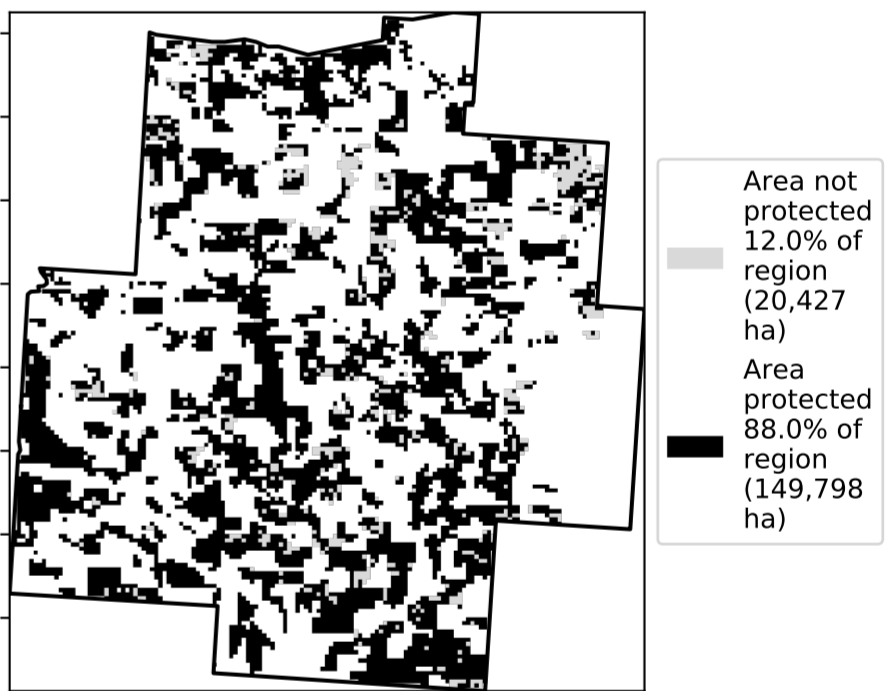 Area not
protected
12.0% of
region
(20,427
ha)
Area
protected
88.0% of
region
(149,798
ha)